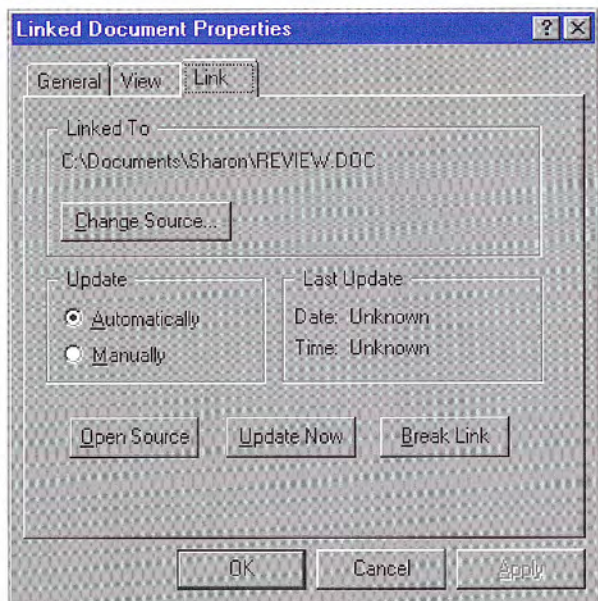 Linked Document Properties
? X
General View Link
Linked To
C:\Documents\Sharon\REVIEW.DOC
Change Source...
Update Last Update
Automatically Date: Unknown
Manually Time: Unknown
Open Source Update Now Break Link
OK Cancel Apply